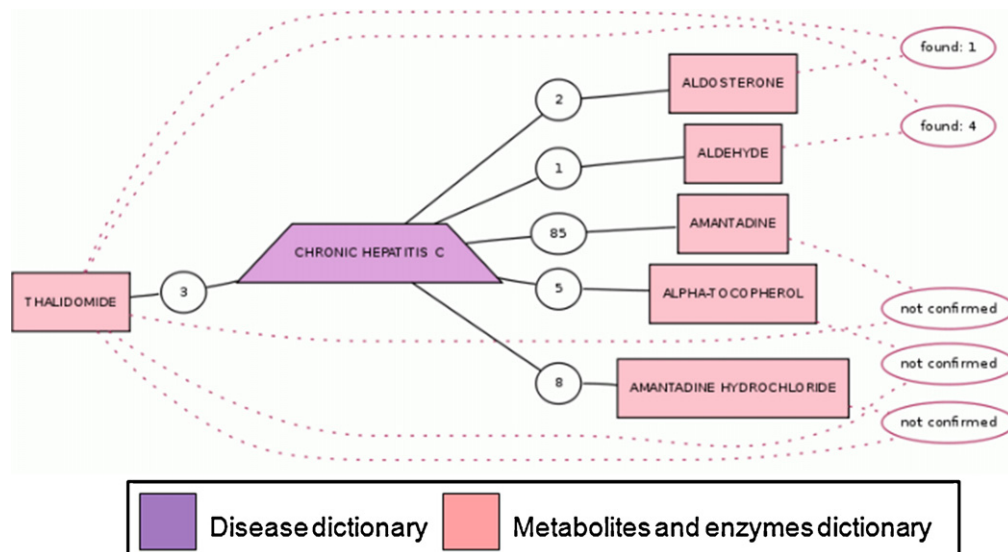 found: 1
ALDOSTERONE
2
found: 4
ALDEHYDE
1
AMANTADINE
85
CHRONIC HEPATITIS C
5
ALPHA-TOCOPHEROL
THALIDOMIDE
3
not confirmed
not confirmed
8
AMANTADINE HYDROCHLORIDE
not confirmed
Disease dictionary
Metabolites and enzymes dictionary